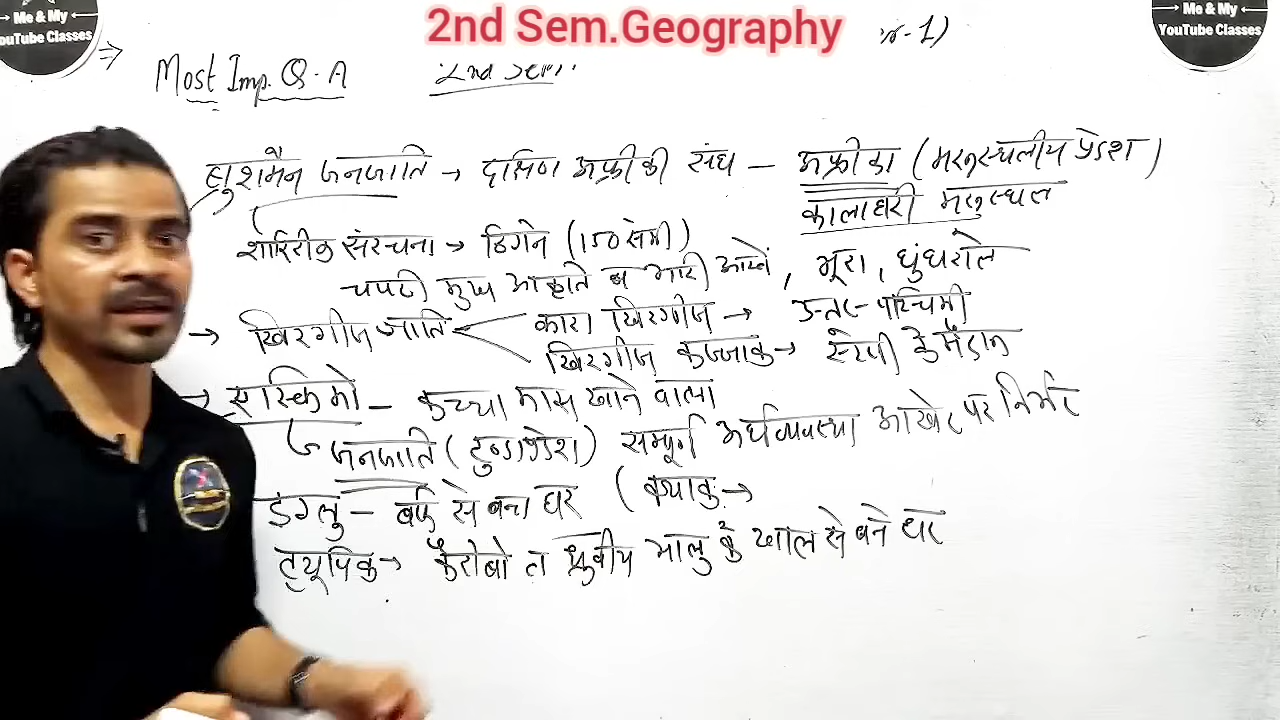 Me & My
YouTube Classes
2nd Sem.Geography
Me & My
YouTube Classes
Most Imp. Q.A 2nd Sem.
बुशमैन जनजाति → दक्षिण अफ्रीकी संघ - अफ्रीका (मरुस्थलीय प्रदेश)
कालाहारी मरुस्थल
शारिरीक संरचना → ठिगने (150 सेमी)
चपटी मुख आकृति व भारी आखें, भूरा, घुंघराले
→ खिरगीज जाति कारा खिरगीज → उत्तर-पश्चिमी
खिरगीज कज्जाक → स्टेपी के मैदान
→ एस्किमो - कच्चा मास खाने वाला
जनजाति (टुन्ड्रा प्रदेश) सम्पूर्ण अर्थव्यवस्था आखेट पर निर्भर
इग्लु - बर्फ से बना घर (कयाक →
ट्यूपिक → कैरीबो व ध्रुवीय भालु के खाल से बने घर